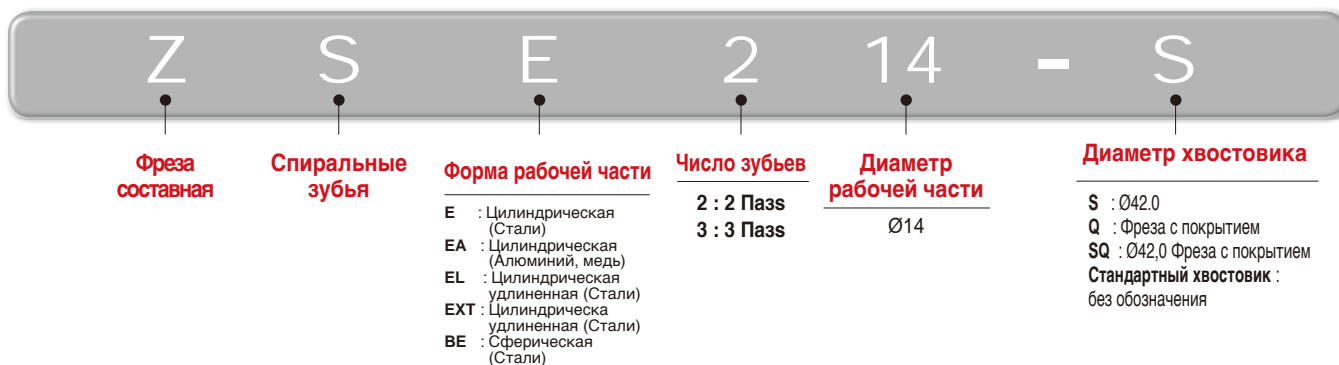 Z S E 2 14 - S
Фреза
составная
Спиральные
зубья
Форма рабочей части
E : Цилиндрическая
(Стали)
EA : Цилиндрическая
(Алюминий, медь)
EL : Цилиндрическая
удлиненная (Стали)
EXT : Цилиндрическа
удлиненная (Стали)
BE : Сферическая
(Стали)
Число зубьев
2 : 2 Пазs
3 : 3 Пазs
Диаметр
рабочей части
Ø14
Диаметр хвостовика
S : Ø42.0
Q : Фреза с покрытием
SQ : Ø42,0 Фреза с покрытием
Стандартный хвостовик :
без обозначения